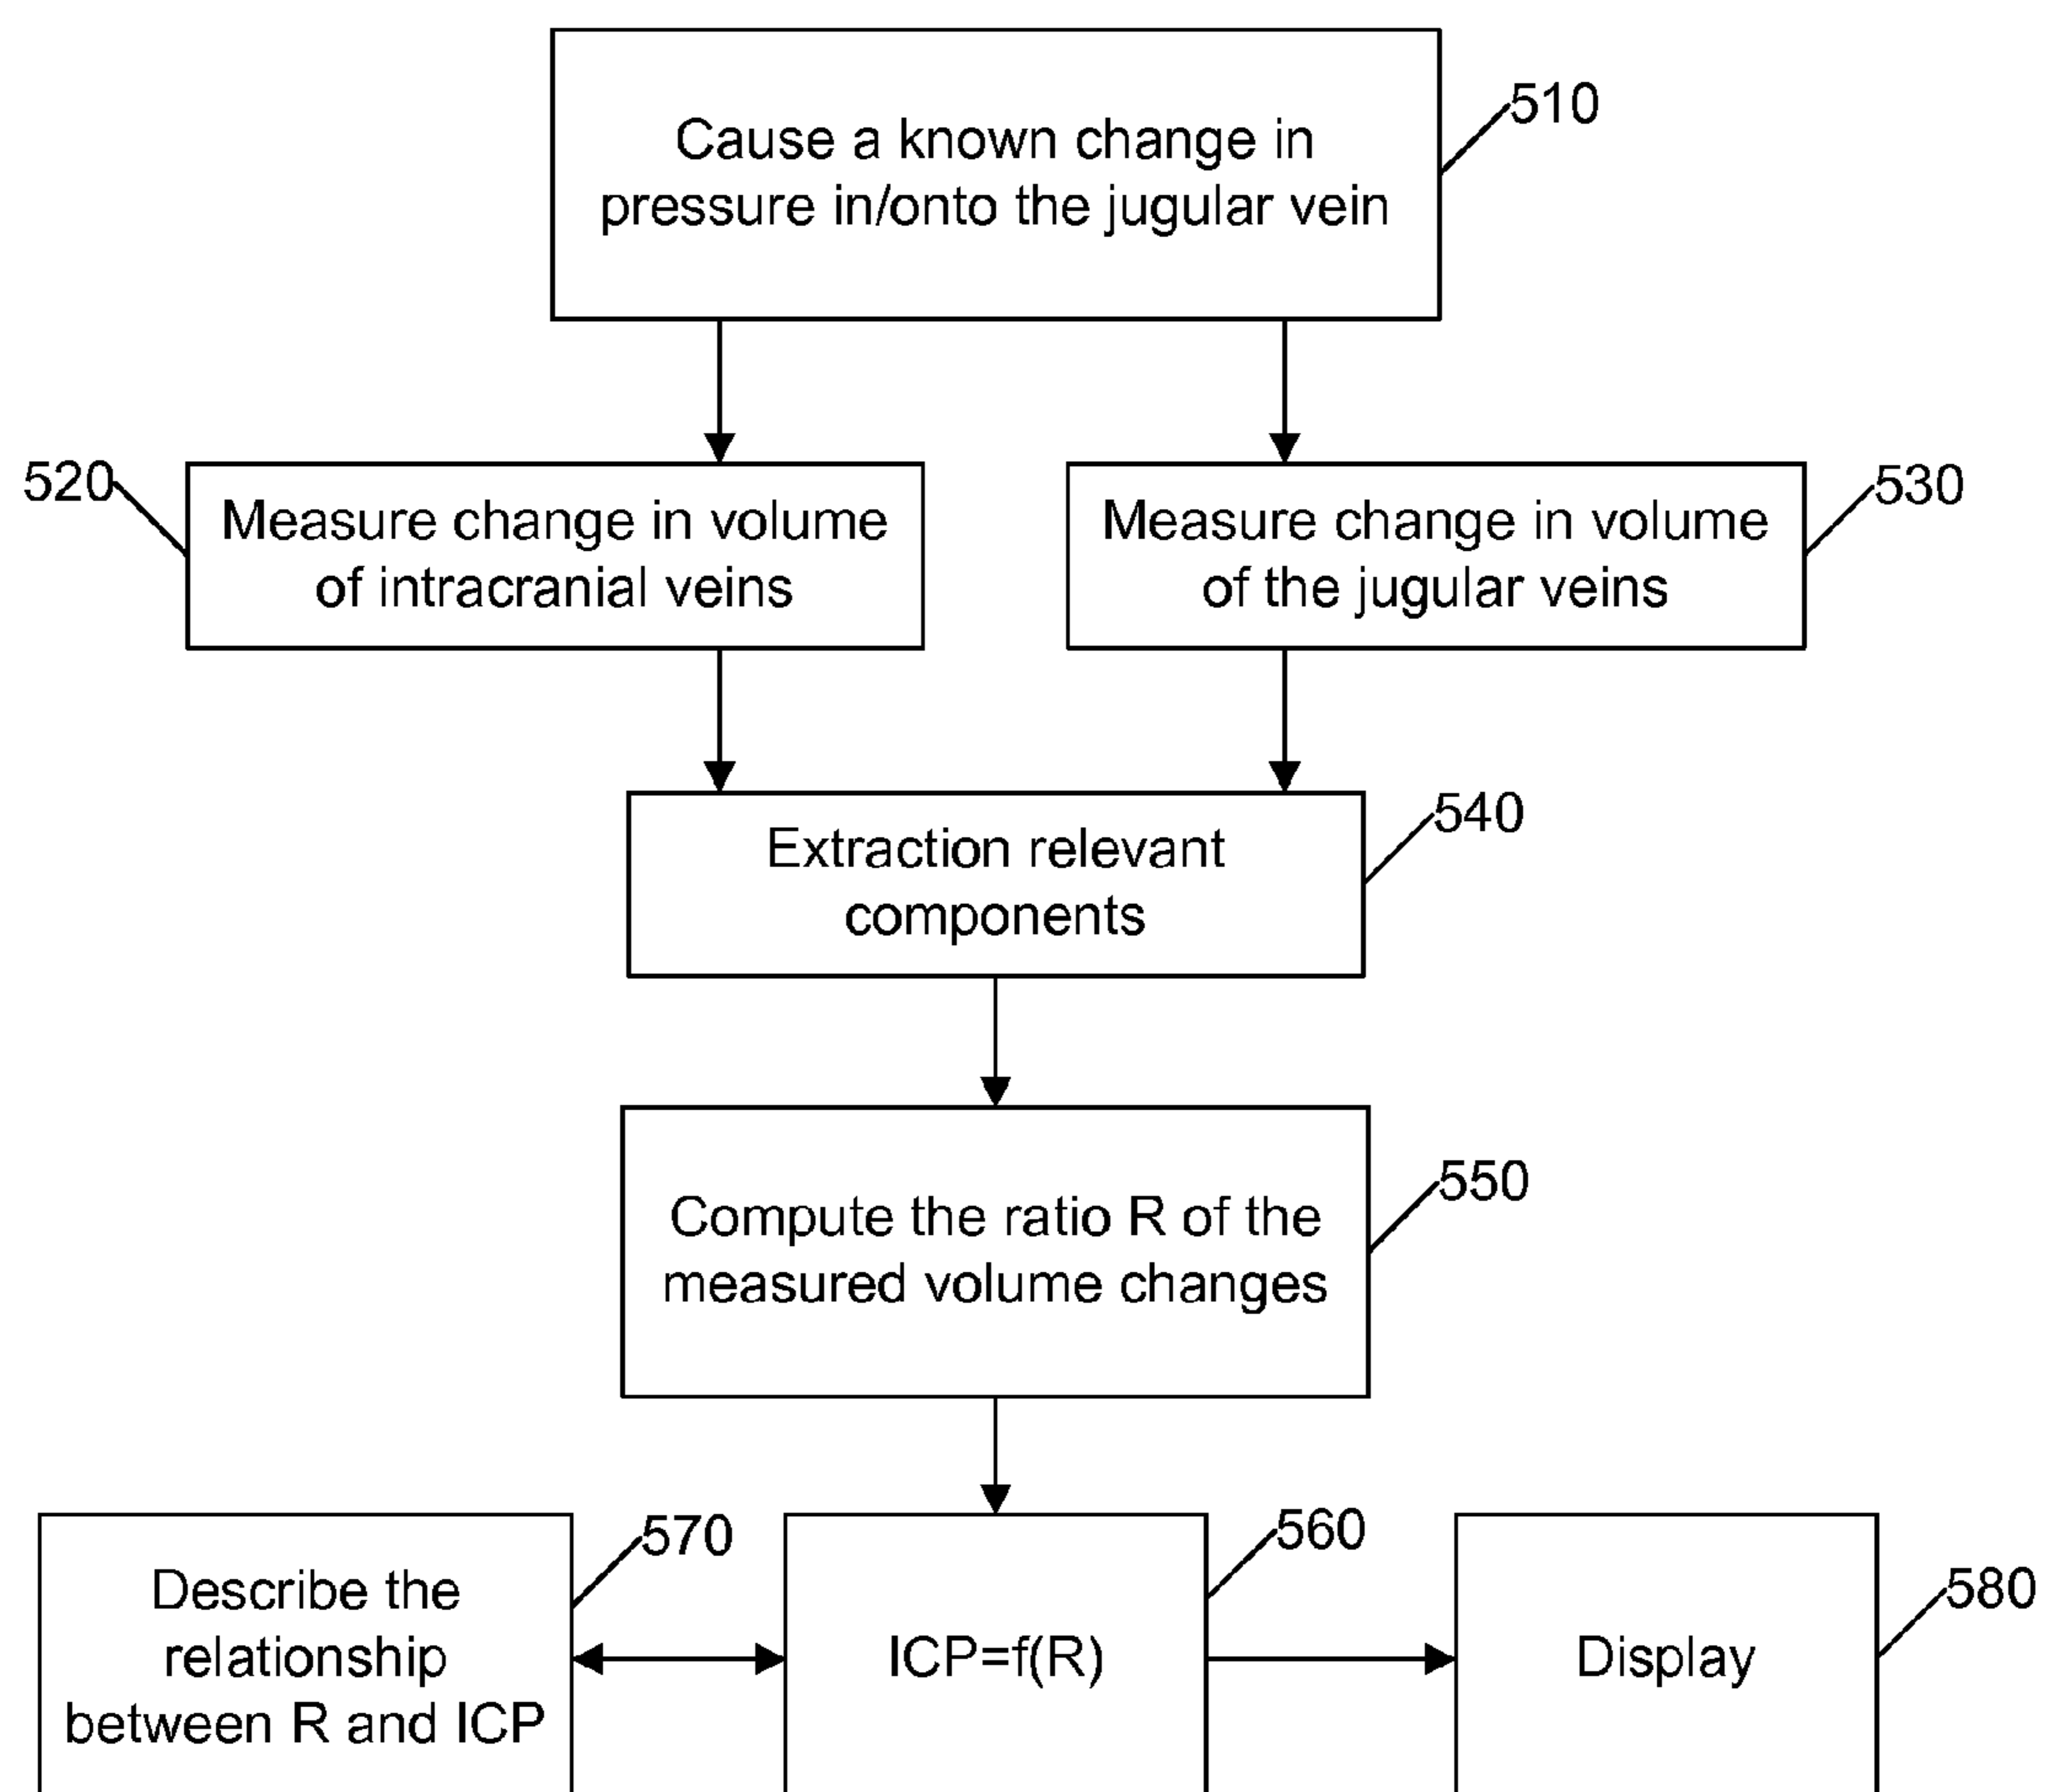 Cause a known change in
pressure in/onto the jugular vein
510
520
Measure change in volume
of intracranial veins
Measure change in volume
of the jugular veins
530
Extraction relevant
components
540
Compute the ratio R of the
measured volume changes
550
Describe the
relationship
between R and ICP
570
ICP=f(R)
560
Display
580